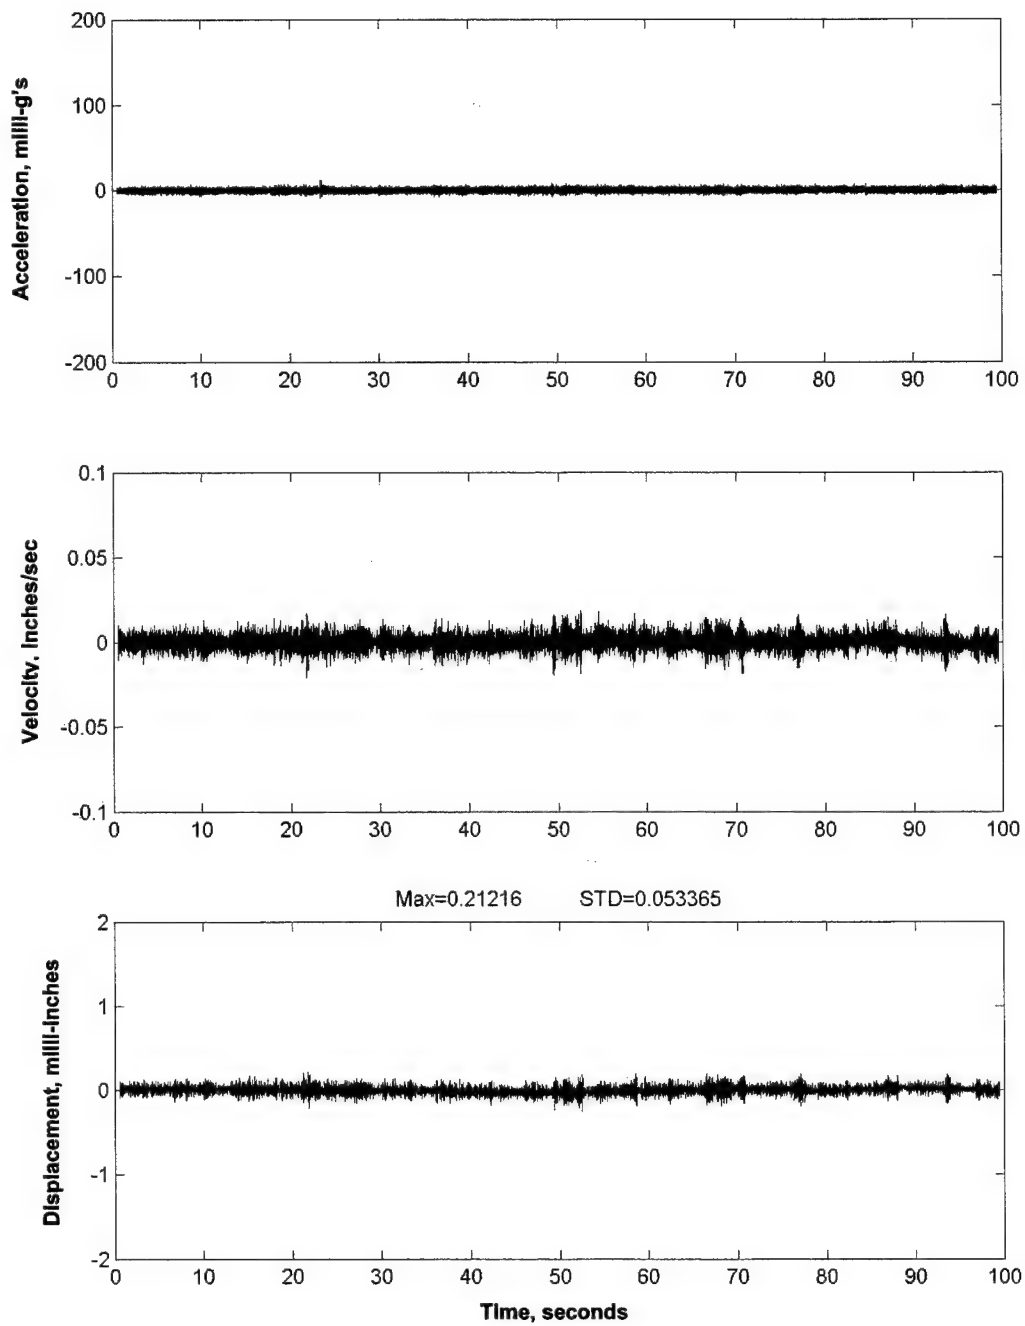 Acceleration, milli-g's
200
100
0
-100
-200
0 10 20 30 40 50 60 70 80 90 100
Velocity, Inches/sec
0.1
0.05
0
-0.05
-0.1
0 10 20 30 40 50 60 70 80 90 100
Max=0.21216 STD=0.053365
Displacement, milli-Inches
2
1
0
-1
-2
0 10 20 30 40 50 60 70 80 90 100
Time, seconds